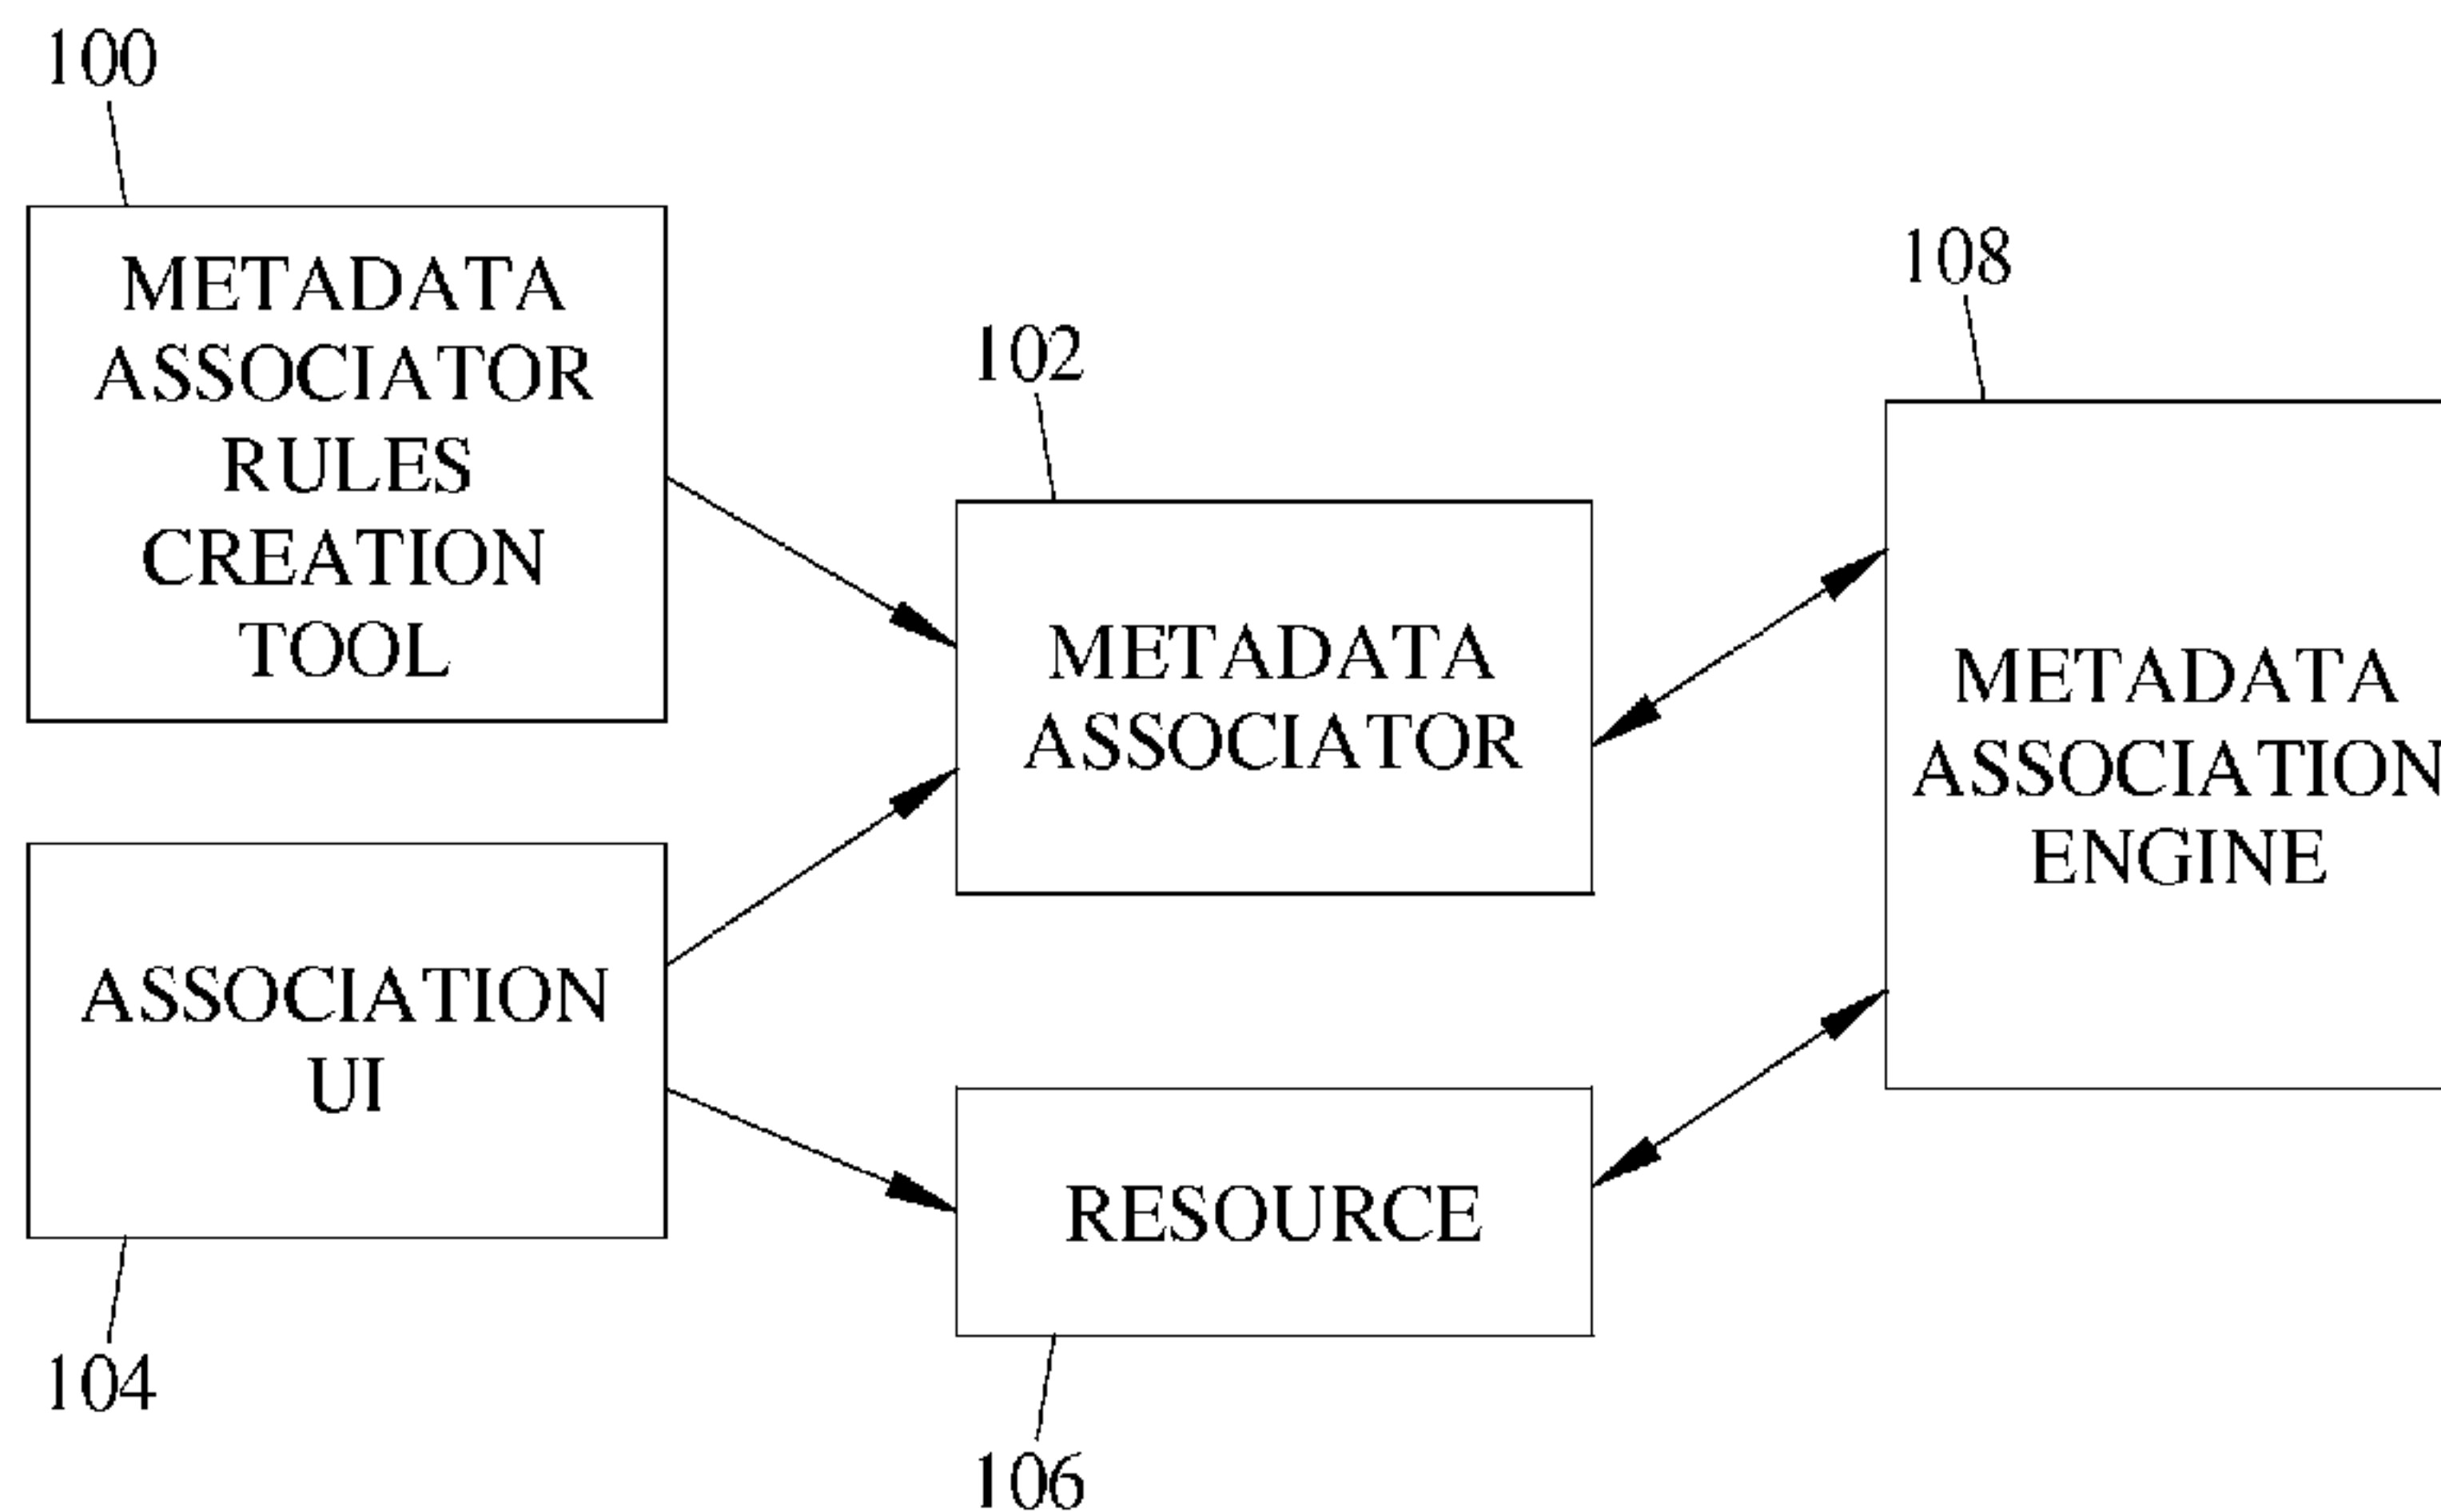 100
METADATA
ASSOCIATOR
RULES
CREATION
TOOL
102
METADATA
ASSOCIATOR
108
METADATA
ASSOCIATION
ENGINE
ASSOCIATION
UI
104
RESOURCE
106